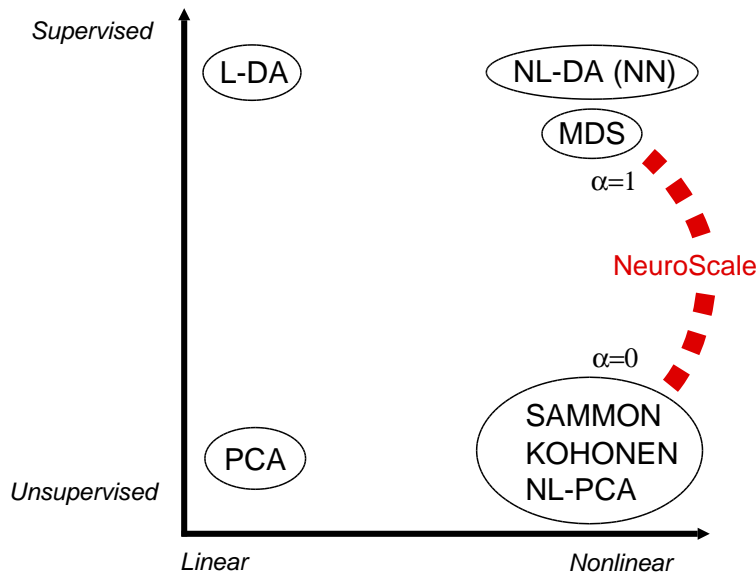 Supervised
L-DA
NL-DA (NN)
MDS
α=1
NeuroScale
α=0
SAMMON
KOHONEN
NL-PCA
PCA
Unsupervised
Linear
Nonlinear